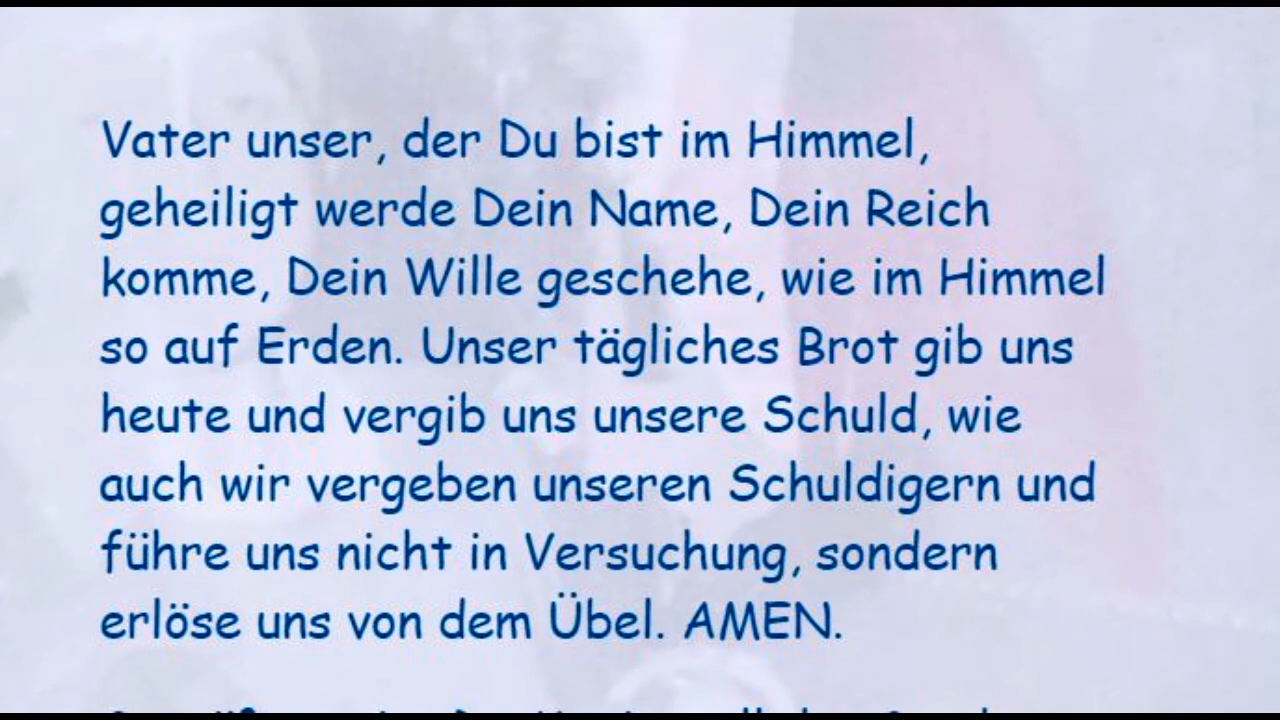 Vater unser, der Du bist im Himmel,
geheiligt werde Dein Name, Dein Reich
komme, Dein Wille geschehe, wie im Himmel
so auf Erden. Unser tägliches Brot gib uns
heute und vergib uns unsere Schuld, wie
auch wir vergeben unseren Schuldigern und
führe uns nicht in Versuchung, sondern
erlöse uns von dem Übel. AMEN.